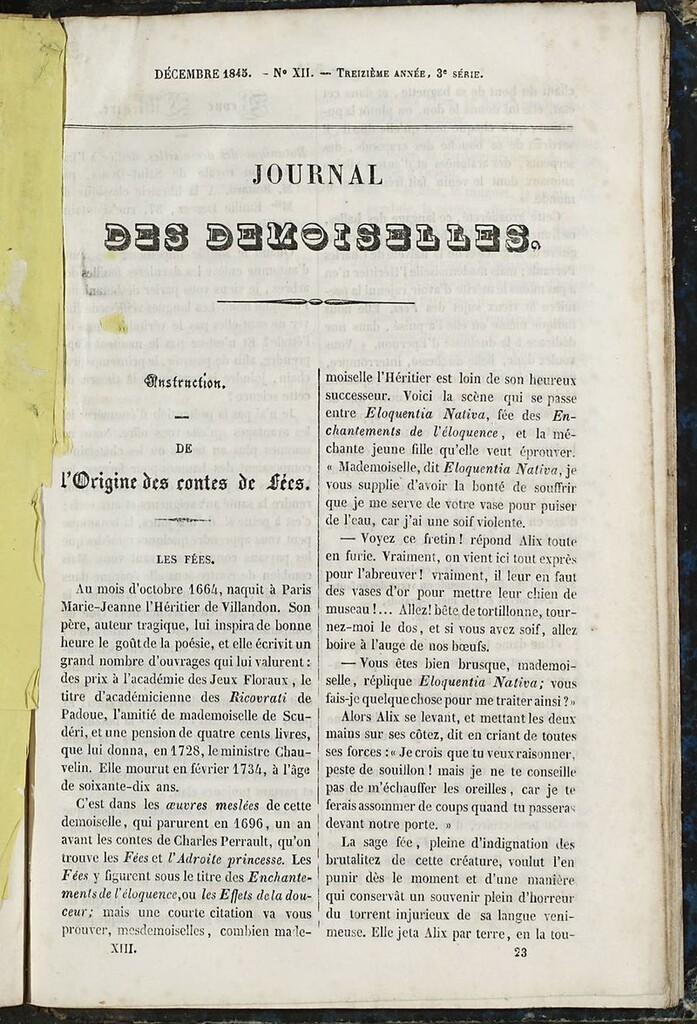 DÉCEMBRE 1845. - No XII. — TREIZIÈME ANNÉE, 3e SÉRIE.
JOURNAL
DES DEMOISELLES.
Instruction.
DE
l'Origine des contes de Fées.
LES FÉES.
Au mois d'octobre 1664, naquit à Paris
Marie-Jeanne l'Héritier de Villandon. Son
père, auteur tragique, lui inspira de bonne
heure le goût de la poésie, et elle écrivit un
grand nombre d'ouvrages qui lui valurent:
des prix à l'académie des Jeux Floraux, le
titre d'académicienne des Ricovrati de
Padoue, l'amitié de mademoiselle de Scu-
déri, et une pension de quatre cents livres,
que lui donna, en 1728, le ministre Chau-
velin. Elle mourut en février 1734, à l'âge
de soixante-dix ans.
C'est dans les œuvres meslées de cette
demoiselle, qui parurent en 1696, un an
avant les contes de Charles Perrault, qu'on
trouve les Fées et l'Adroite princesse. Les
Fées y figurent sous le titre des Enchante-
ments de l'éloquence, ou les Effets de la dou-
ceur; mais une courte citation va vous
prouver, mesdemoiselles, combien made-
XIII.
moiselle l'Héritier est loin de son heureux
successeur. Voici la scène qui se passe
entre Eloquentia Nativa, fée des En-
chantements de l'éloquence, et la mé-
chante jeune fille qu'elle veut éprouver.
« Mademoiselle, dit Eloquentia Nativa, je
vous supplie d'avoir la bonté de souffrir
que je me serve de votre vase pour puiser
de l'eau, car j'ai une soif violente.
— Voyez ce fretin! répond Alix toute
en furie. Vraiment, on vient ici tout exprès
pour l'abreuver! vraiment, il leur en faut
des vases d'or pour mettre leur chien de
museau!... Allez! bête de tortillonne, tour-
nez-moi le dos, et si vous avez soif, allez
boire à l'auge de nos bœufs.
— Vous êtes bien brusque, mademoi-
selle, réplique Eloquentia Nativa; vous
fais-je quelque chose pour me traiter ainsi?»
Alors Alix se levant, et mettant les deux
mains sur ses côtez, dit en criant de toutes
ses forces: « Je crois que tu veux raisonner,
peste de souillon! mais je ne te conseille
pas de m'échauffer les oreilles, car je te
ferais assommer de coups quand tu passeras
devant notre porte. »
La sage fée, pleine d'indignation des
brutalitez de cette créature, voulut l'en
punir dès le moment et d'une manière
qui conservât un souvenir plein d'horreur
du torrent injurieux de sa langue veni-
meuse. Elle jeta Alix par terre, en la tou-
23